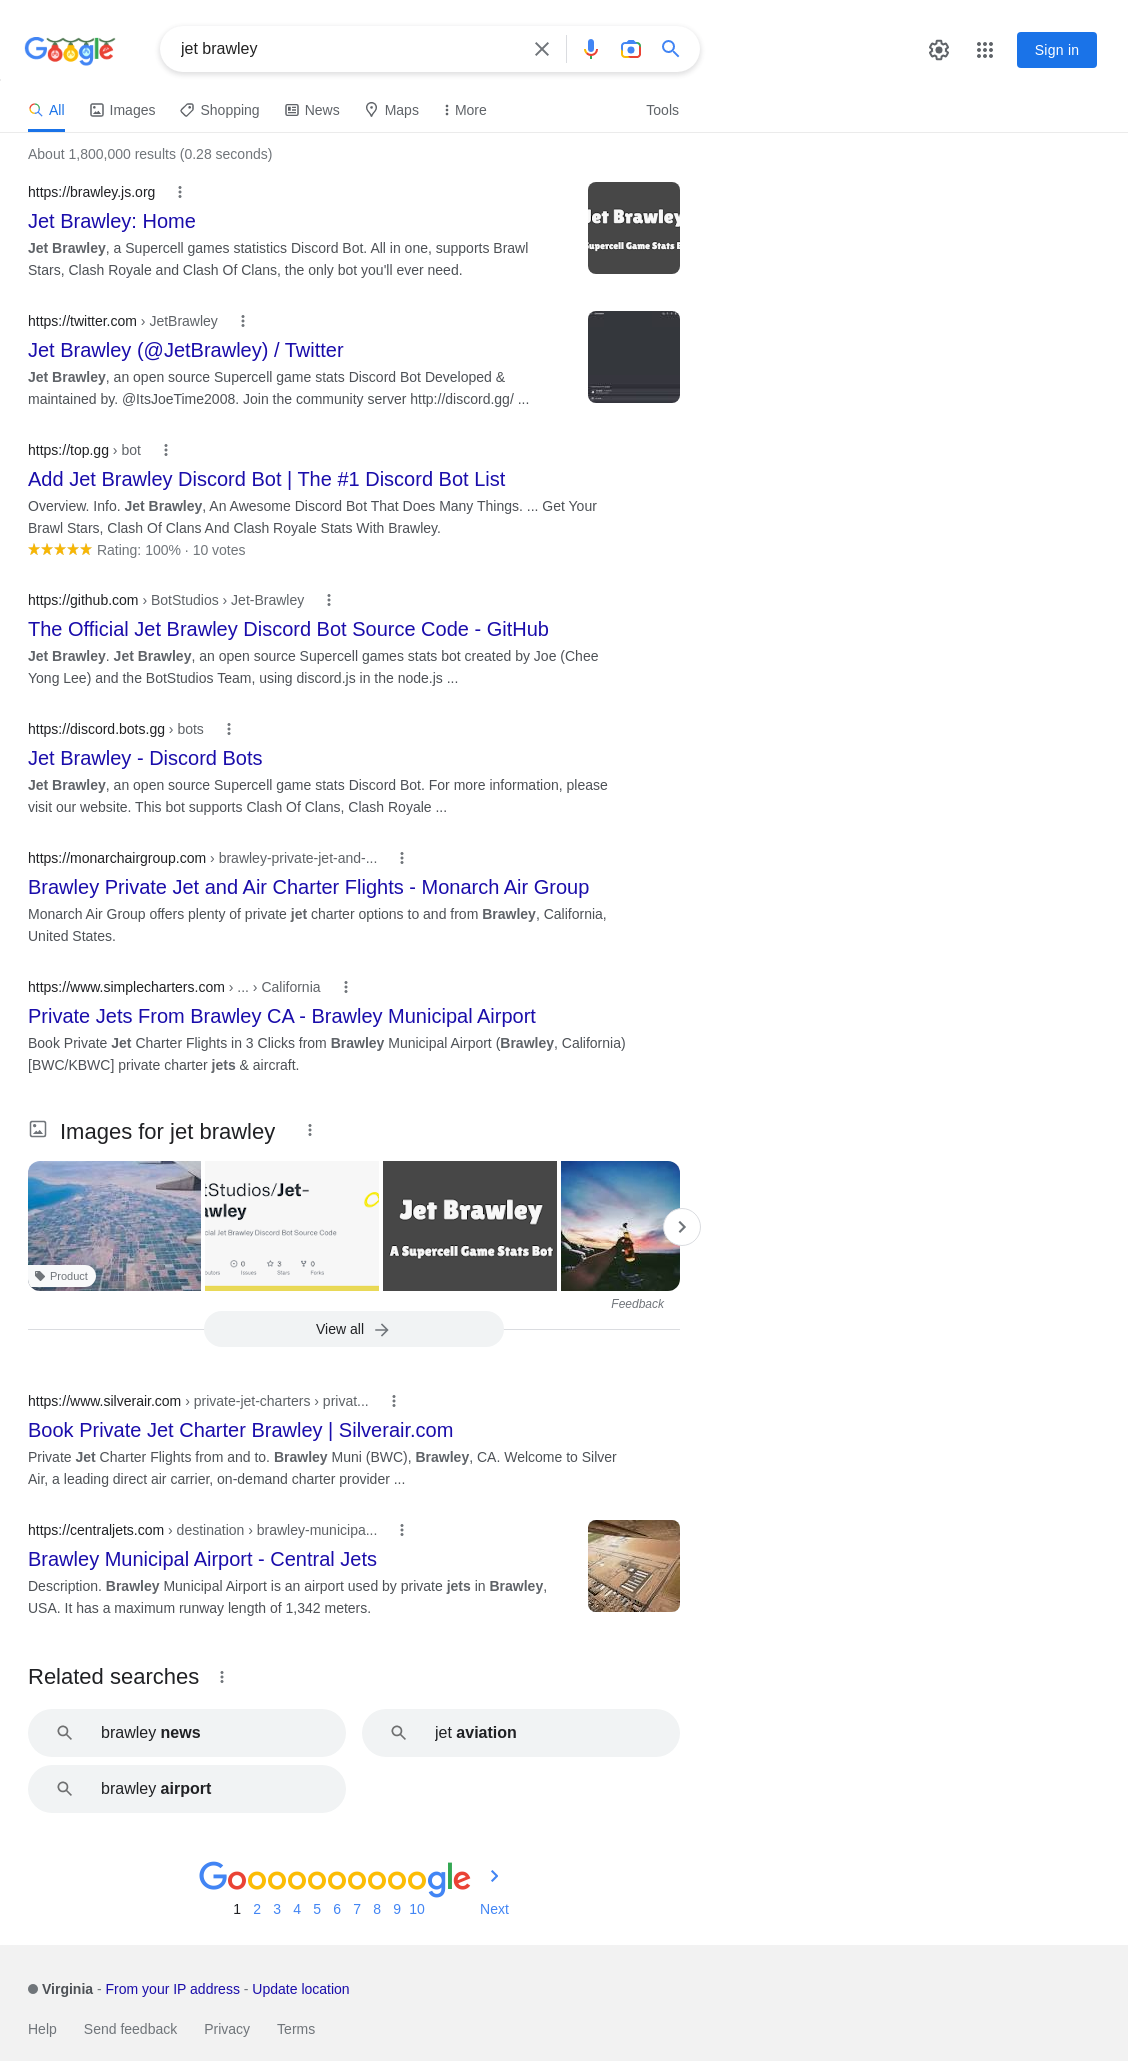 Google
jet brawley
Sign in
All Images Shopping News Maps More Tools
About 1,800,000 results (0.28 seconds)
https://brawley.js.org
Jet Brawley: Home
Jet Brawley, a Supercell games statistics Discord Bot. All in one, supports Brawl
Stars, Clash Royale and Clash Of Clans, the only bot you'll ever need.
Jet Brawley
Supercell Game Stats B
https://twitter.com › JetBrawley
Jet Brawley (@JetBrawley) / Twitter
Jet Brawley, an open source Supercell game stats Discord Bot Developed &
maintained by. @ItsJoeTime2008. Join the community server http://discord.gg/ ...
https://top.gg › bot
Add Jet Brawley Discord Bot | The #1 Discord Bot List
Overview. Info. Jet Brawley, An Awesome Discord Bot That Does Many Things. ... Get Your
Brawl Stars, Clash Of Clans And Clash Royale Stats With Brawley.
Rating: 100% · 10 votes
https://github.com › BotStudios › Jet-Brawley
The Official Jet Brawley Discord Bot Source Code - GitHub
Jet Brawley. Jet Brawley, an open source Supercell games stats bot created by Joe (Chee
Yong Lee) and the BotStudios Team, using discord.js in the node.js ...
https://discord.bots.gg › bots
Jet Brawley - Discord Bots
Jet Brawley, an open source Supercell game stats Discord Bot. For more information, please
visit our website. This bot supports Clash Of Clans, Clash Royale ...
https://monarchairgroup.com › brawley-private-jet-and-...
Brawley Private Jet and Air Charter Flights - Monarch Air Group
Monarch Air Group offers plenty of private jet charter options to and from Brawley, California,
United States.
https://www.simplecharters.com › ... › California
Private Jets From Brawley CA - Brawley Municipal Airport
Book Private Jet Charter Flights in 3 Clicks from Brawley Municipal Airport (Brawley, California)
[BWC/KBWC] private charter jets & aircraft.
Images for jet brawley
Product
tStudios/Jet-
awley
cial Jet Brawley Discord Bot Source Code
0 3 0
butors Issues Stars Forks
Jet Brawley
A Supercell Game Stats Bot
Feedback
View all
https://www.silverair.com › private-jet-charters › privat...
Book Private Jet Charter Brawley | Silverair.com
Private Jet Charter Flights from and to. Brawley Muni (BWC), Brawley, CA. Welcome to Silver
Air, a leading direct air carrier, on-demand charter provider ...
https://centraljets.com › destination › brawley-municipa...
Brawley Municipal Airport - Central Jets
Description. Brawley Municipal Airport is an airport used by private jets in Brawley,
USA. It has a maximum runway length of 1,342 meters.
Related searches
brawley news
jet aviation
brawley airport
Goooooooooogle
1 2 3 4 5 6 7 8 9 10 Next
Virginia - From your IP address - Update location
Help Send feedback Privacy Terms